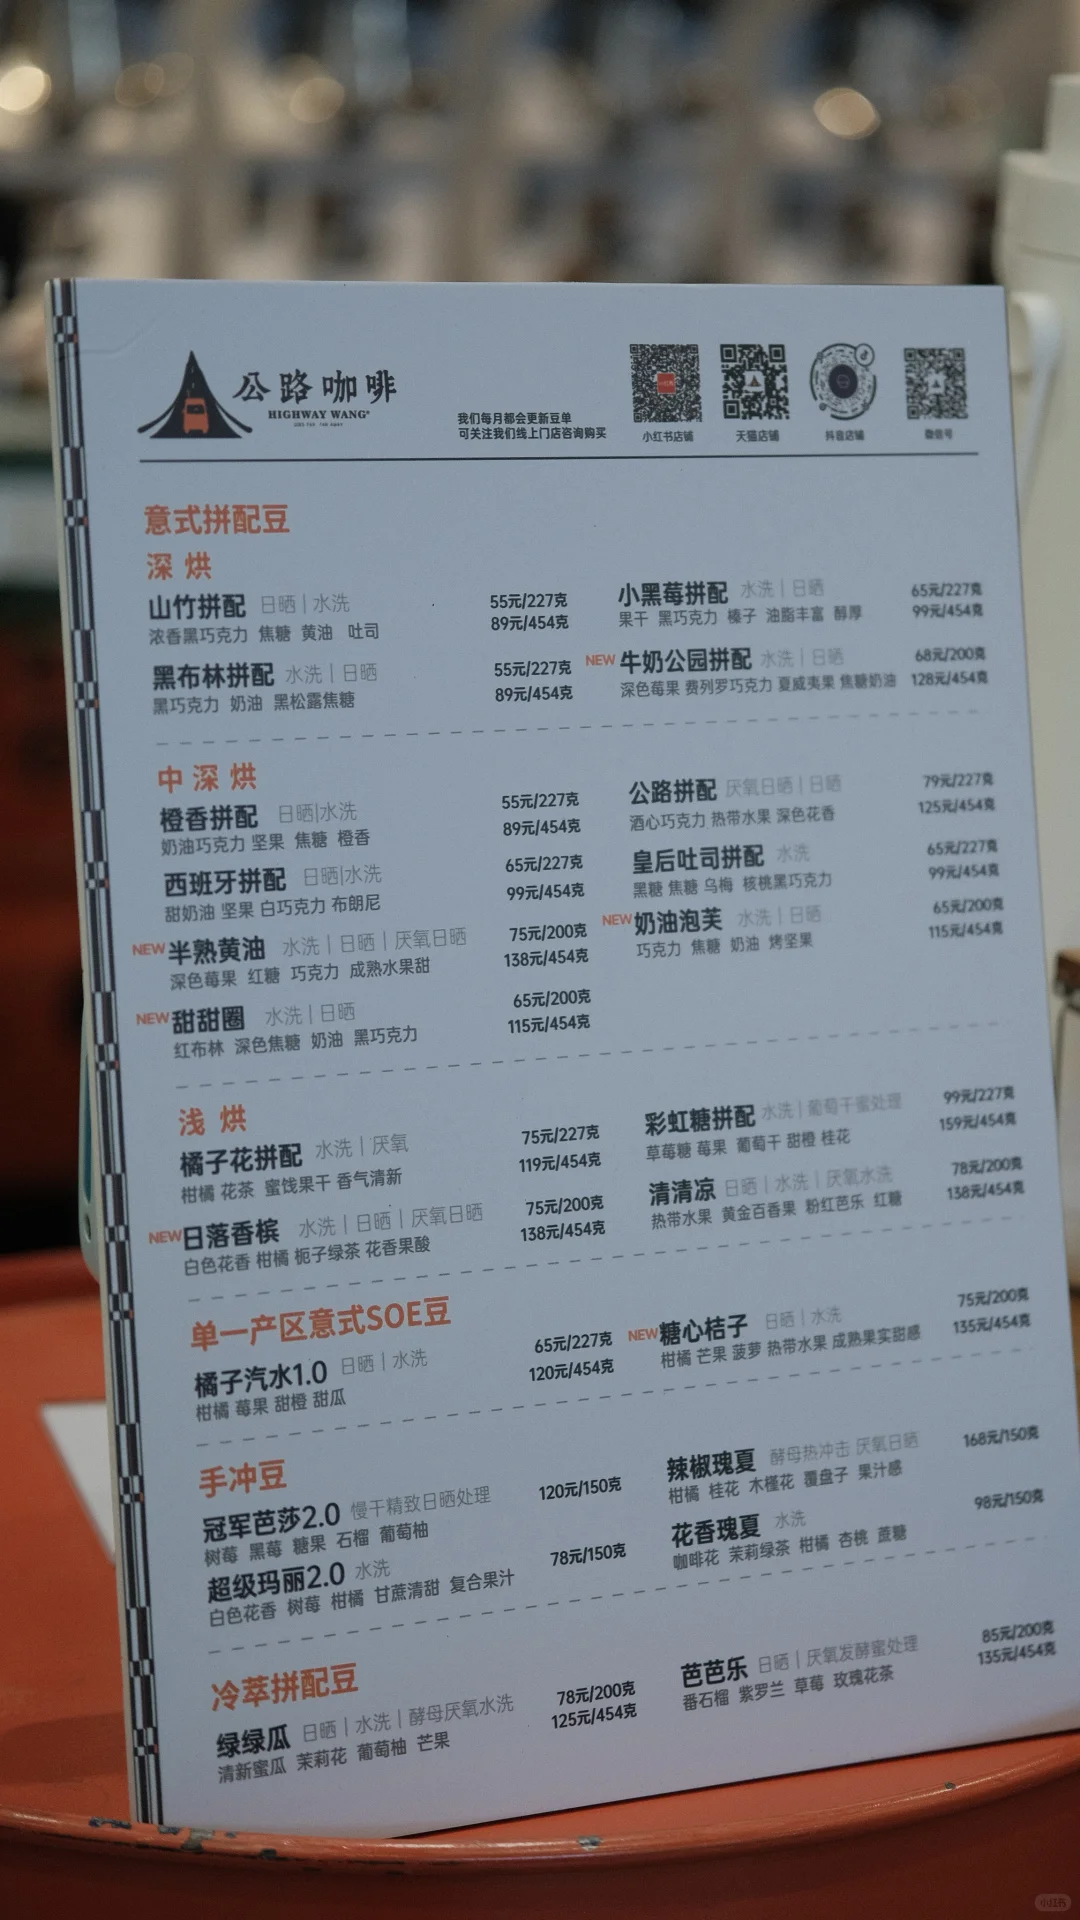 公路咖啡
HIGHWAY WANG
我们每月都会更新豆单
可关注我们线上门店咨询购买
小红书店铺
天猫店铺
抖音店铺
微信号
意式拼配豆
深烘
山竹拼配 日晒|水洗 55元/227克
浓香黑巧克力 焦糖 黄油 吐司 89元/454克
小黑莓拼配 水洗|日晒 65元/227克
果干 黑巧克力 榛子 油脂丰富 醇厚 99元/454克
黑布林拼配 水洗|日晒 55元/227克
黑巧克力 奶油 黑松露焦糖 89元/454克
NEW 牛奶公园拼配 水洗|日晒 68元/200克
深色莓果 费列罗巧克力 夏威夷果 焦糖奶油 128元/454克
中深烘
橙香拼配 日晒|水洗 55元/227克
奶油巧克力 坚果 焦糖 橙香 89元/454克
公路拼配 厌氧日晒|日晒 79元/227克
酒心巧克力 热带水果 深色花香 125元/454克
西班牙拼配 日晒|水洗 65元/227克
甜奶油 坚果 白巧克力 布朗尼 99元/454克
皇后吐司拼配 水洗 65元/227克
黑糖 焦糖 乌梅 核桃黑巧克力 99元/454克
NEW 半熟黄油 水洗|日晒|厌氧日晒 75元/200克
深色莓果 红糖 巧克力 成熟水果甜 138元/454克
NEW 奶油泡芙 水洗|日晒 65元/200克
巧克力 焦糖 奶油 烤坚果 115元/454克
NEW 甜甜圈 水洗|日晒 65元/200克
红布林 深色焦糖 奶油 黑巧克力 115元/454克
浅烘
橘子花拼配 水洗|厌氧 75元/227克
柑橘 花茶 蜜饯果干 香气清新 119元/454克
彩虹糖拼配 水洗|葡萄干蜜处理 99元/227克
草莓糖 莓果 葡萄干 甜橙 桂花 159元/454克
NEW 日落香槟 水洗|日晒|厌氧日晒 75元/200克
白色花香 柑橘 栀子绿茶 花香果酸 138元/454克
清清凉 日晒|水洗|厌氧水洗 78元/200克
热带水果 黄金百香果 粉红芭乐 红糖 138元/454克
单一产区意式SOE豆
橘子汽水1.0 日晒|水洗 65元/227克
柑橘 莓果 甜橙 甜瓜 120元/454克
NEW 糖心桔子 日晒|水洗 75元/200克
柑橘 芒果 菠萝 热带水果 成熟果实甜感 135元/454克
手冲豆
冠军芭莎2.0 慢干精致日晒处理 120元/150克
树莓 黑莓 糖果 石榴 葡萄柚
辣椒瑰夏 酵母热冲击 厌氧日晒 168元/150克
柑橘 桂花 木槿花 覆盘子 果汁感
超级玛丽2.0 水洗 78元/150克
白色花香 树莓 柑橘 甘蔗清甜 复合果汁
花香瑰夏 水洗 98元/150克
咖啡花 茉莉绿茶 柑橘 杏桃 蔗糖
冷萃拼配豆
绿绿瓜 日晒|水洗|酵母厌氧水洗 78元/200克
清新蜜瓜 茉莉花 葡萄柚 芒果 125元/454克
芭芭乐 日晒|厌氧发酵蜜处理 85元/200克
番石榴 紫罗兰 草莓 玫瑰花茶 135元/454克